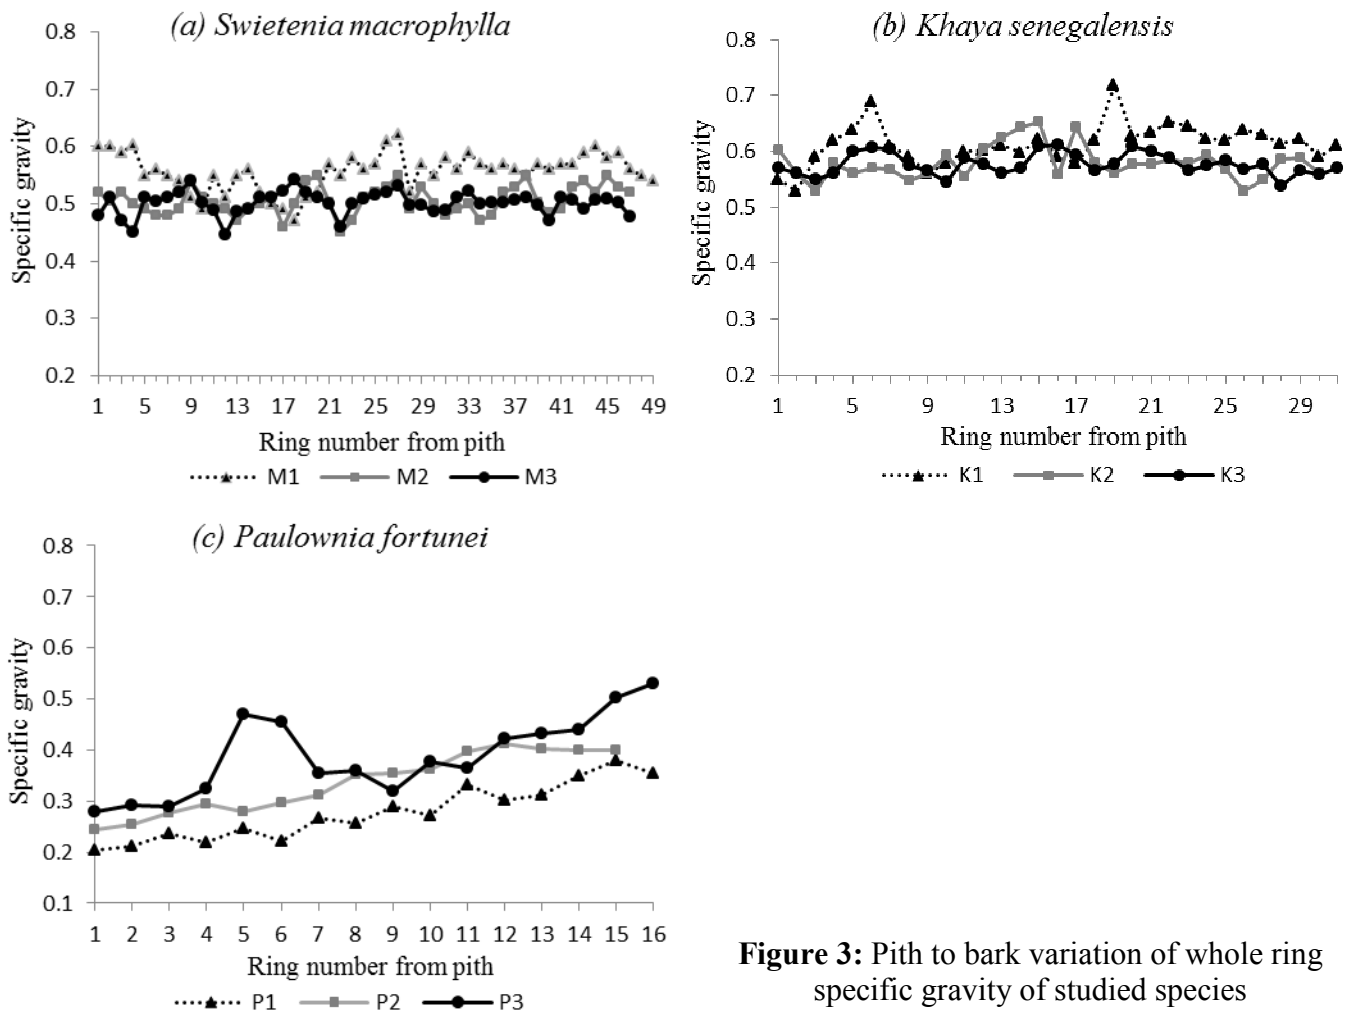 (a) Swietenia macrophylla
0.8
0.7
0.6
0.5
0.4
0.3
0.2
Specific gravity
1 5 9 13 17 21 25 29 33 37 41 45 49
Ring number from pith
M1 M2 M3
(b) Khaya senegalensis
0.8
0.7
0.6
0.5
0.4
0.3
0.2
Specific gravity
1 5 9 13 17 21 25 29
Ring number from pith
K1 K2 K3
(c) Paulownia fortunei
0.8
0.7
0.6
0.5
0.4
0.3
0.2
0.1
Specific gravity
1 2 3 4 5 6 7 8 9 10 11 12 13 14 15 16
Ring number from pith
P1 P2 P3
Figure 3: Pith to bark variation of whole ring
specific gravity of studied species